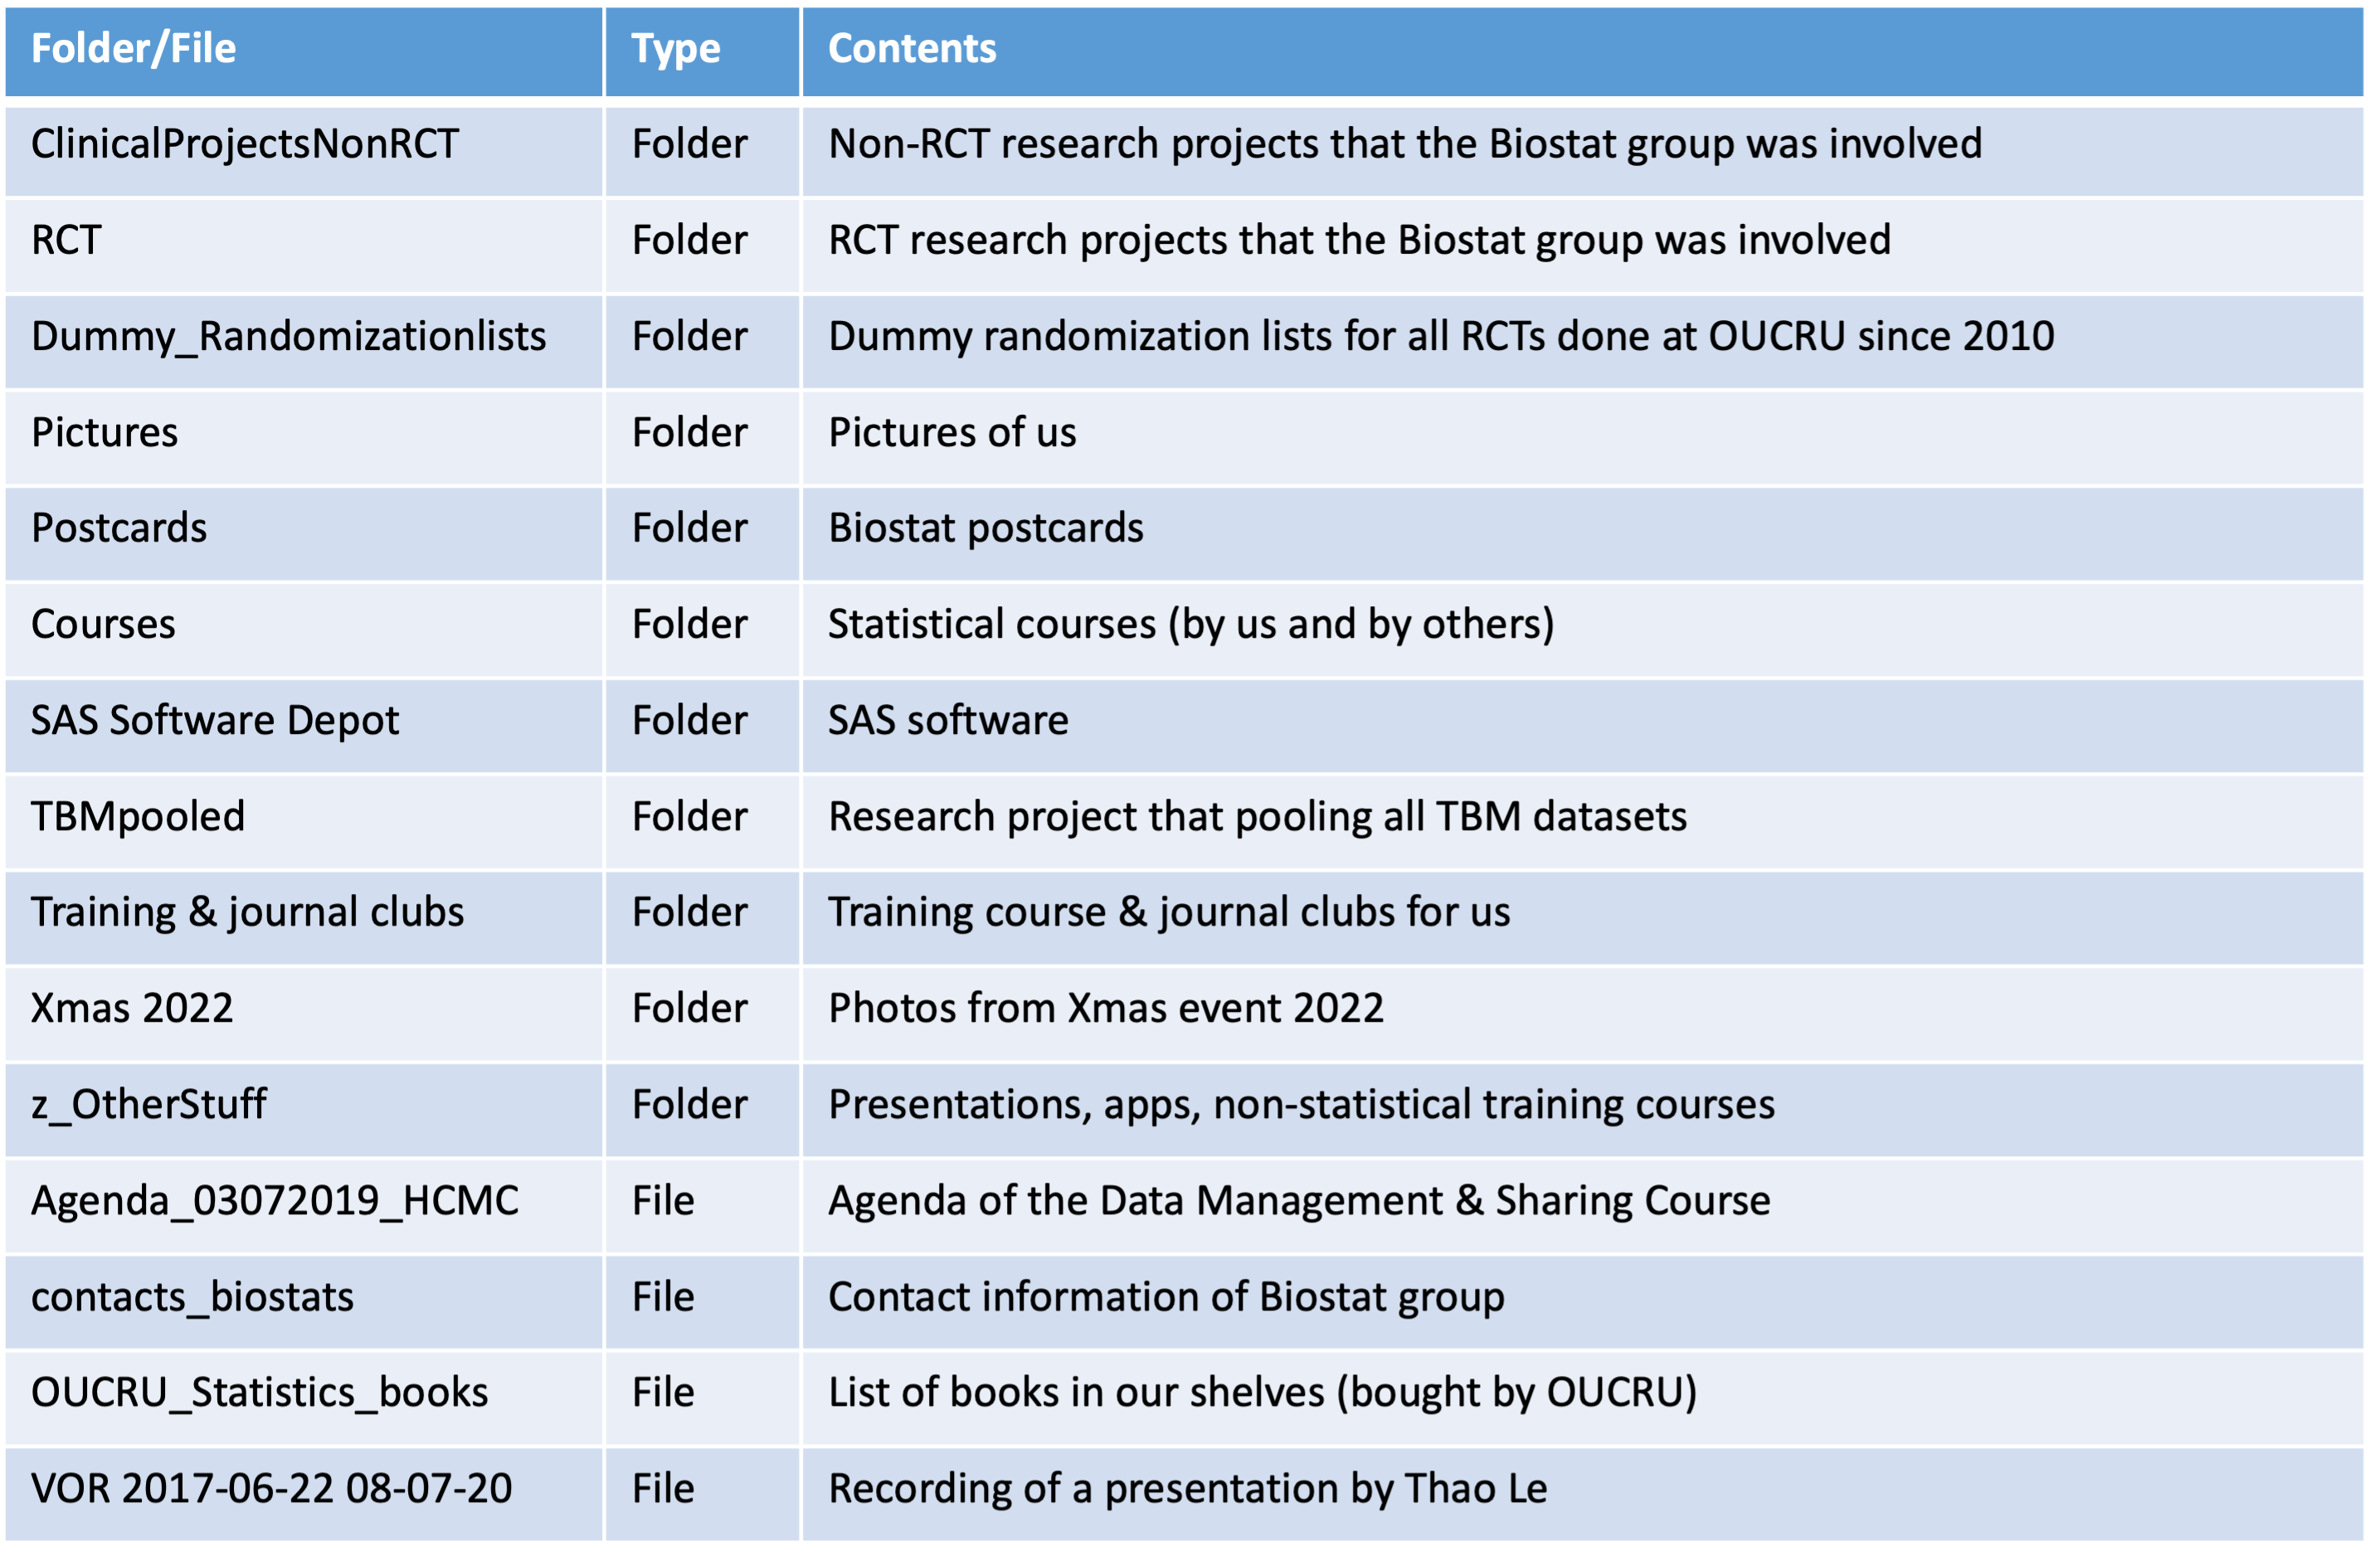 Folder/File Type Contents
ClinicalProjectsNonRCT Folder Non-RCT research projects that the Biostat group was involved
RCT Folder RCT research projects that the Biostat group was involved
Dummy_Randomizationlists Folder Dummy randomization lists for all RCTs done at OUCRU since 2010
Pictures Folder Pictures of us
Postcards Folder Biostat postcards
Courses Folder Statistical courses (by us and by others)
SAS Software Depot Folder SAS software
TBMpooled Folder Research project that pooling all TBM datasets
Training & journal clubs Folder Training course & journal clubs for us
Xmas 2022 Folder Photos from Xmas event 2022
z_OtherStuff Folder Presentations, apps, non-statistical training courses
Agenda_03072019_HCMC File Agenda of the Data Management & Sharing Course
contacts_biostats File Contact information of Biostat group
OUCRU_Statistics_books File List of books in our shelves (bought by OUCRU)
VOR 2017-06-22 08-07-20 File Recording of a presentation by Thao Le